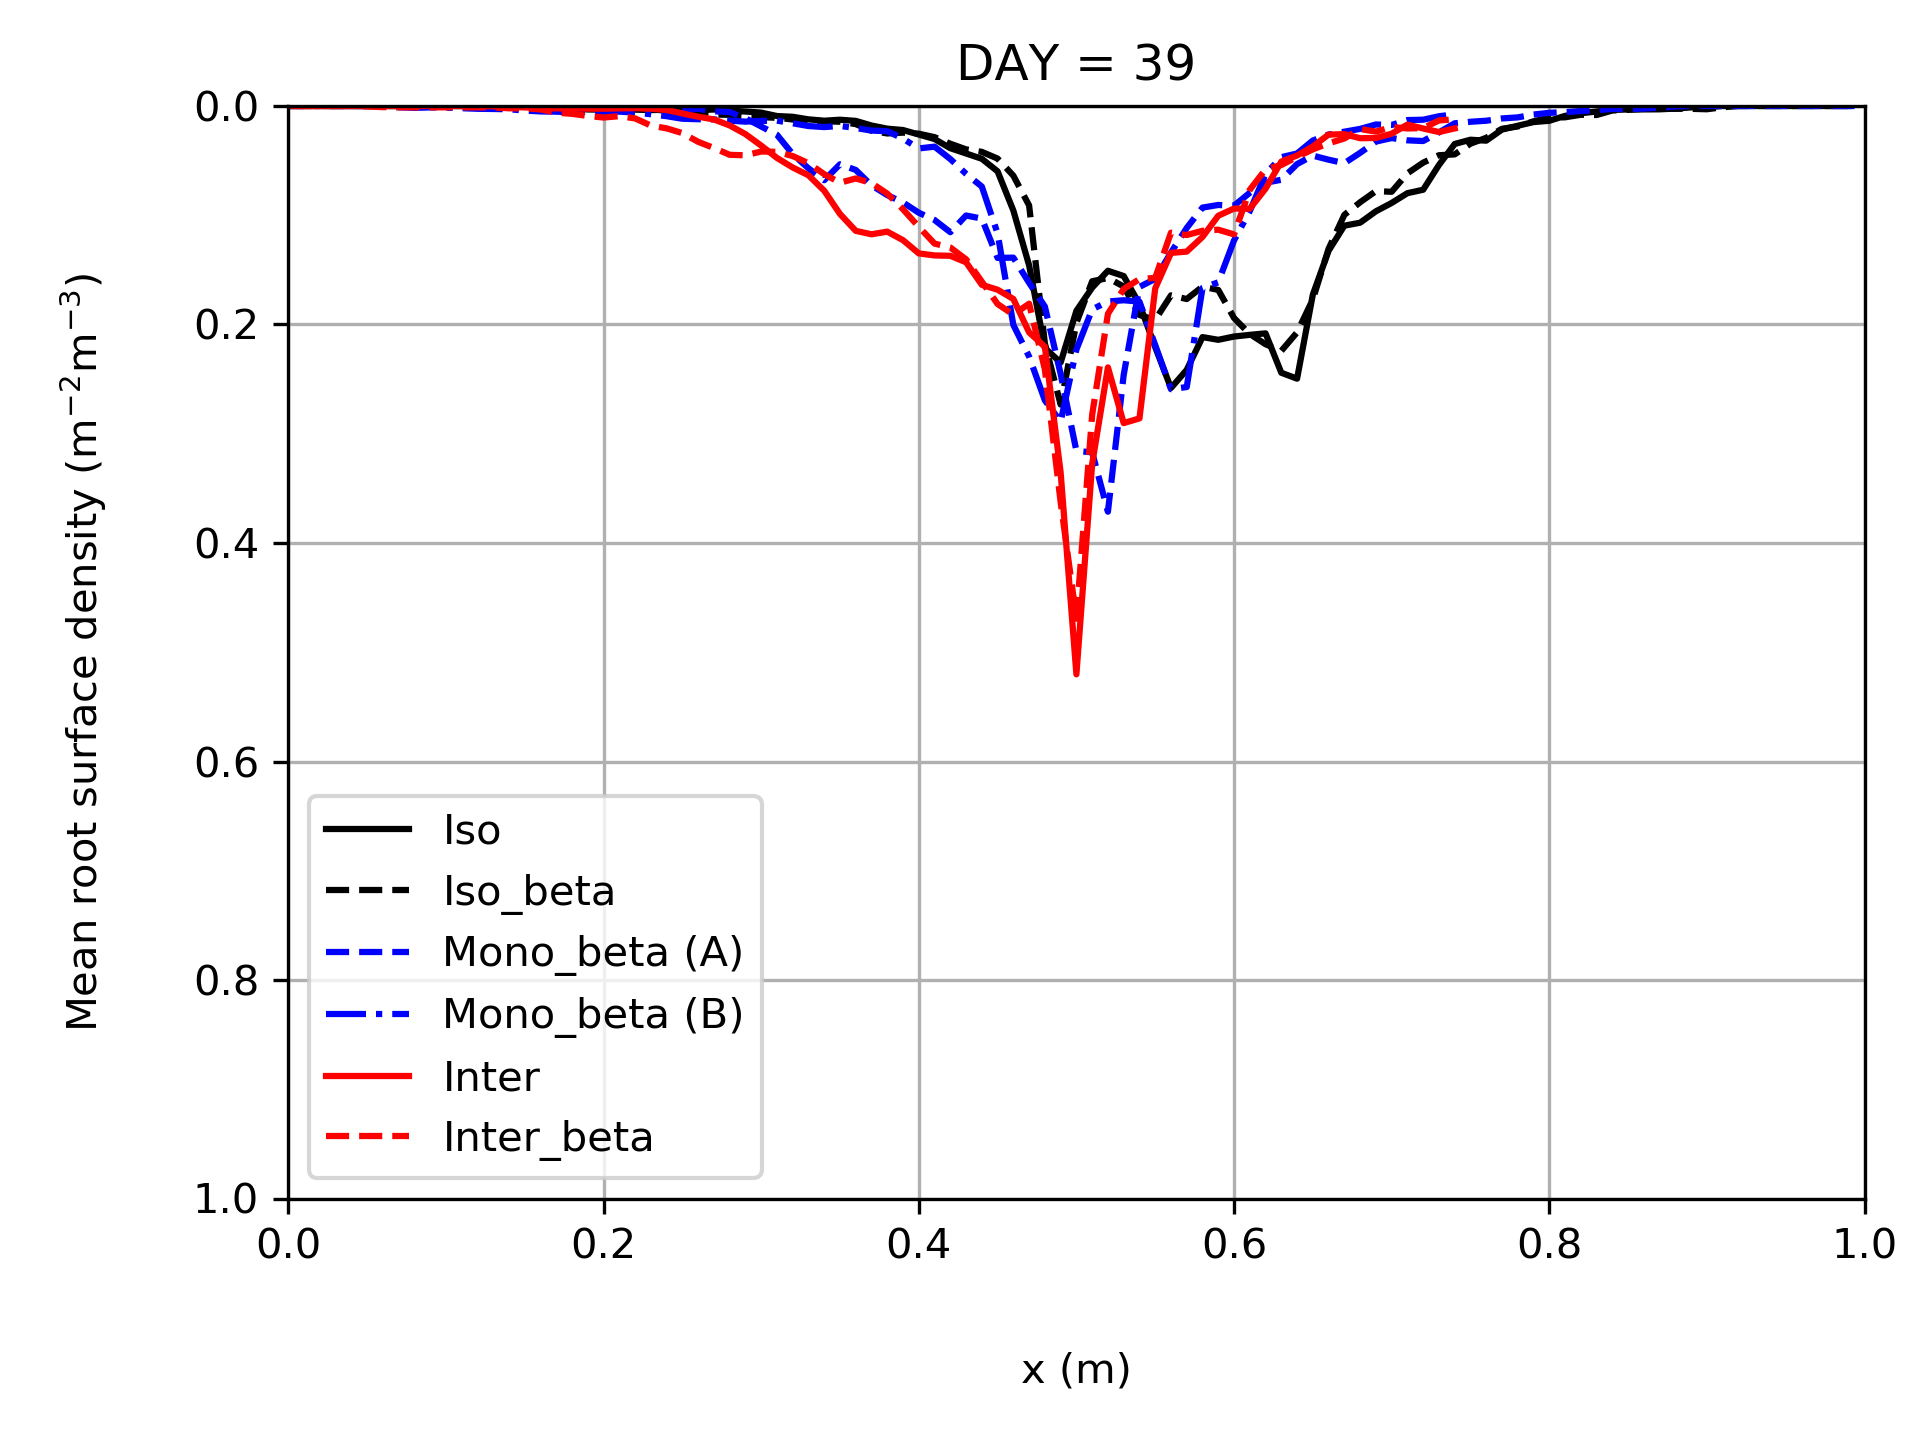 DAY = 39
0.0
0.2
0.4
0.6
0.8
1.0
Mean root surface density (m⁻²m⁻³)
Iso
Iso_beta
Mono_beta (A)
Mono_beta (B)
Inter
Inter_beta
0.0 0.2 0.4 0.6 0.8 1.0
x (m)